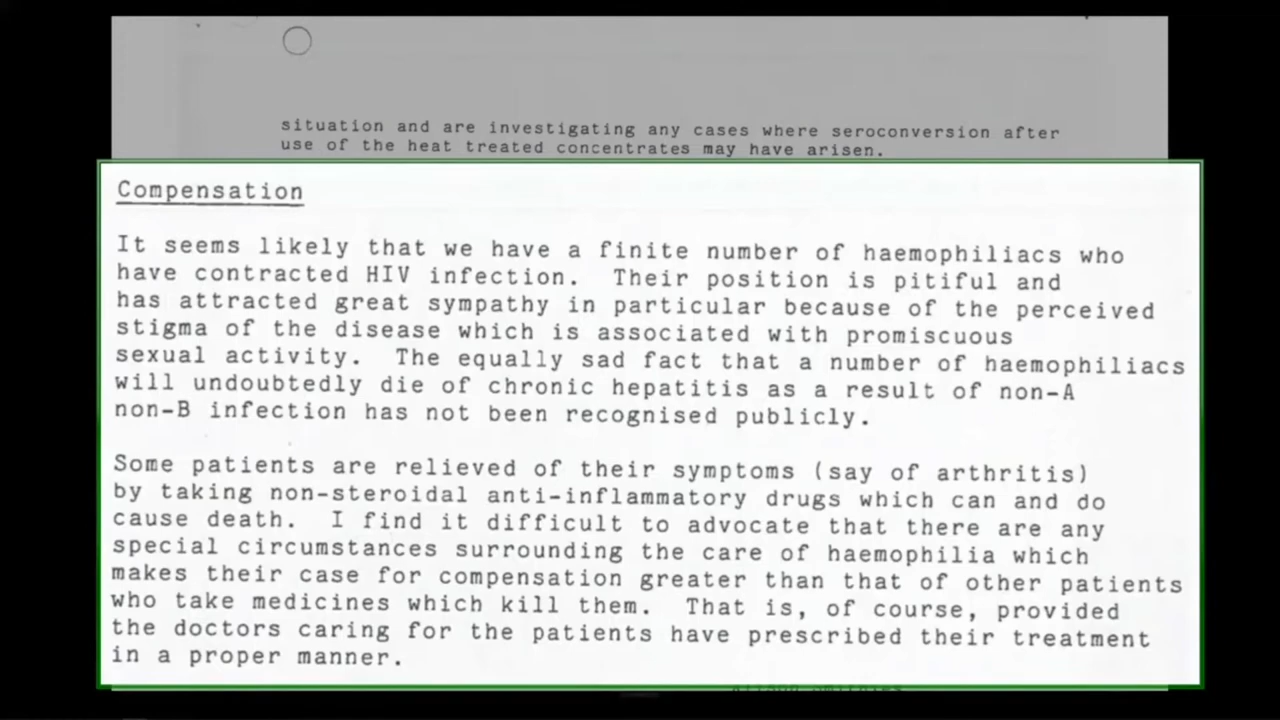 situation and are investigating any cases where seroconversion after
use of the heat treated concentrates may have arisen.
Compensation
It seems likely that we have a finite number of haemophiliacs who
have contracted HIV infection. Their position is pitiful and
has attracted great sympathy in particular because of the perceived
stigma of the disease which is associated with promiscuous
sexual activity. The equally sad fact that a number of haemophiliacs
will undoubtedly die of chronic hepatitis as a result of non-A
non-B infection has not been recognised publicly.
Some patients are relieved of their symptoms (say of arthritis)
by taking non-steroidal anti-inflammatory drugs which can and do
cause death. I find it difficult to advocate that there are any
special circumstances surrounding the care of haemophilia which
makes their case for compensation greater than that of other patients
who take medicines which kill them. That is, of course, provided
the doctors caring for the patients have prescribed their treatment
in a proper manner.